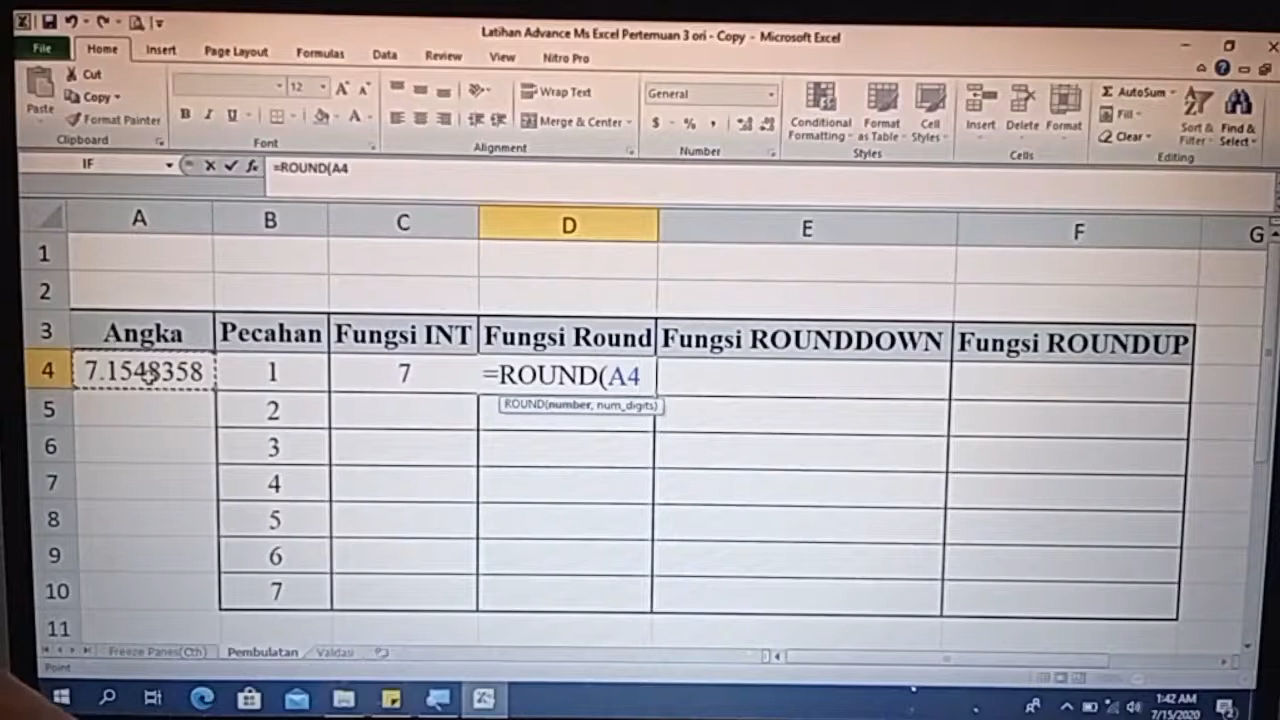 Latihan Advance Ms Excel Pertemuan 3 ori - Copy - Microsoft Excel
File Home Insert Page Layout Formulas Data Review View Nitro Pro
Paste Cut Copy Format Painter
Clipboard
12
B I U
Font
Wrap Text
Merge & Center
Alignment
General
$ % ,
Number
Conditional Formatting Format as Table Cell Styles
Styles
Insert Delete Format
Cells
Σ AutoSum
Fill
Clear
Sort & Filter Find & Select
Editing
IF fx =ROUND(A4
A B C D E F G
1
2
3 Angka Pecahan Fungsi INT Fungsi Round Fungsi ROUNDDOWN Fungsi ROUNDUP
4 7.1548358 1 7 =ROUND(A4
ROUND(number, num_digits)
5 2
6 3
7 4
8 5
9 6
10 7
11
Freeze Panes(Cth) Pembulatan Valdasi
Point
1:42 AM
7/15/2020